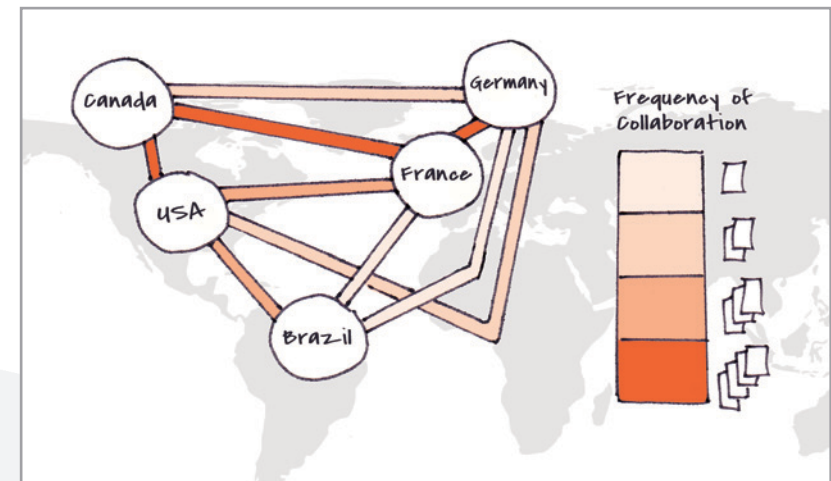 Canada
Germany
France
USA
Brazil
Frequency of
Collaboration